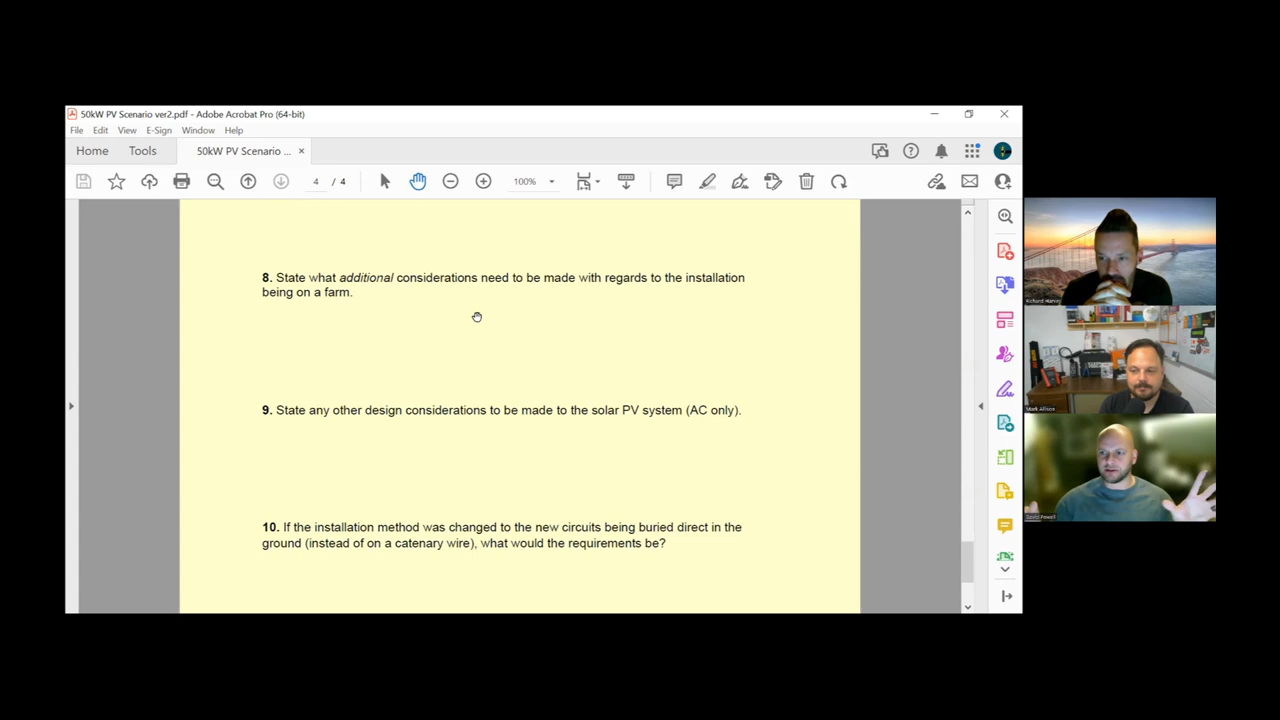 50kW PV Scenario ver2.pdf - Adobe Acrobat Pro (64-bit)
File Edit View E-Sign Window Help
Home Tools 50kW PV Scenario ... ×
4 / 4 100%
8. State what additional considerations need to be made with regards to the installation
being on a farm.
9. State any other design considerations to be made to the solar PV system (AC only).
10. If the installation method was changed to the new circuits being buried direct in the
ground (instead of on a catenary wire), what would the requirements be?
Mark Allison
David Powell